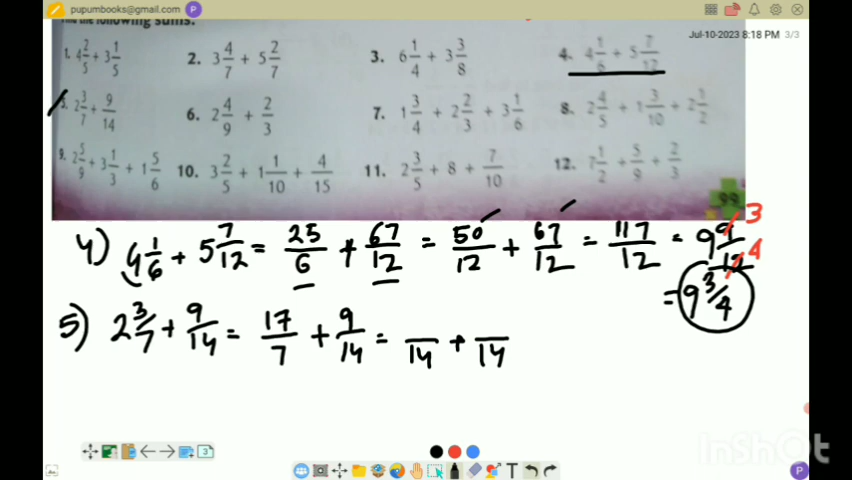 pupumbooks@gmail.com
Jul-10-2023 8:18 PM 3/3
the following sums.
1. 4 2/5 + 3 1/5
2. 3 4/7 + 5 2/7
3. 6 1/4 + 3 3/8
4. 4 1/6 + 5 7/12
5. 2 3/7 + 9/14
6. 2 4/9 + 2/3
7. 1 3/4 + 2 2/3 + 3 1/6
8. 2 4/5 + 1 3/10 + 2 1/2
9. 2 5/9 + 3 1/3 + 1 5/6
10. 3 2/5 + 1 1/10 + 4/15
11. 2 3/5 + 8 + 7/10
12. 7 1/2 + 5/9 + 2/3
99
4) 4 1/6 + 5 7/12 = 25/6 + 67/12 = 50/12 + 67/12 = 117/12 = 9 9/12 3 4
= 9 3/4
5) 2 3/7 + 9/14 = 17/7 + 9/14 = /14 + /14
3
T
InShOt
P